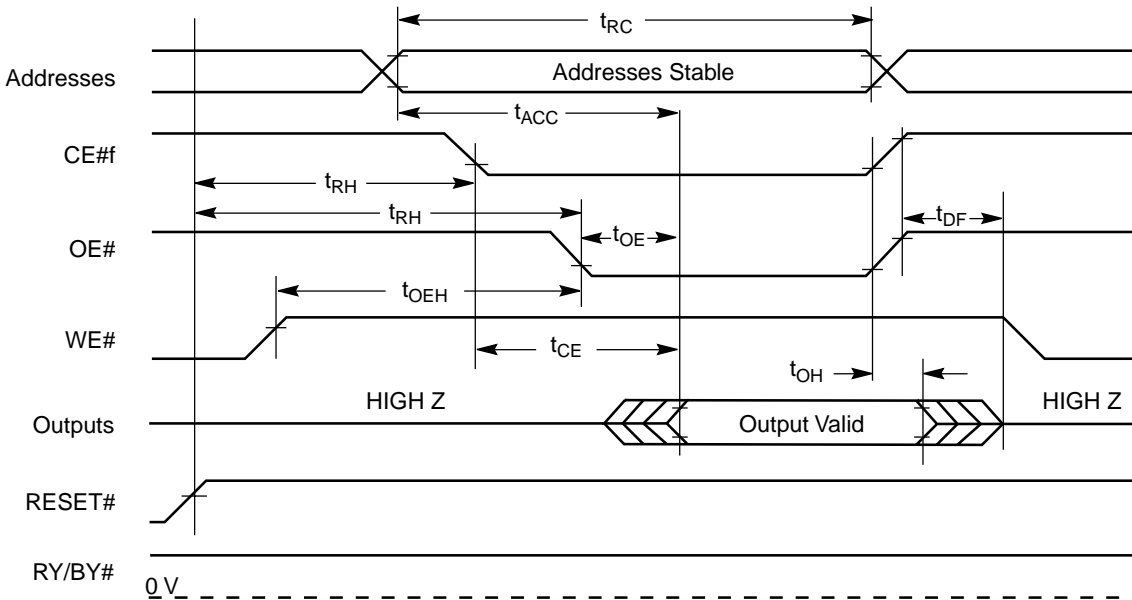 tRC
Addresses
Addresses Stable
tACC
CE#f
tRH
tRH
tOE
tDF
OE#
tOEH
WE#
tCE
tOH
HIGH Z
HIGH Z
Outputs
Output Valid
RESET#
RY/BY#
0 V